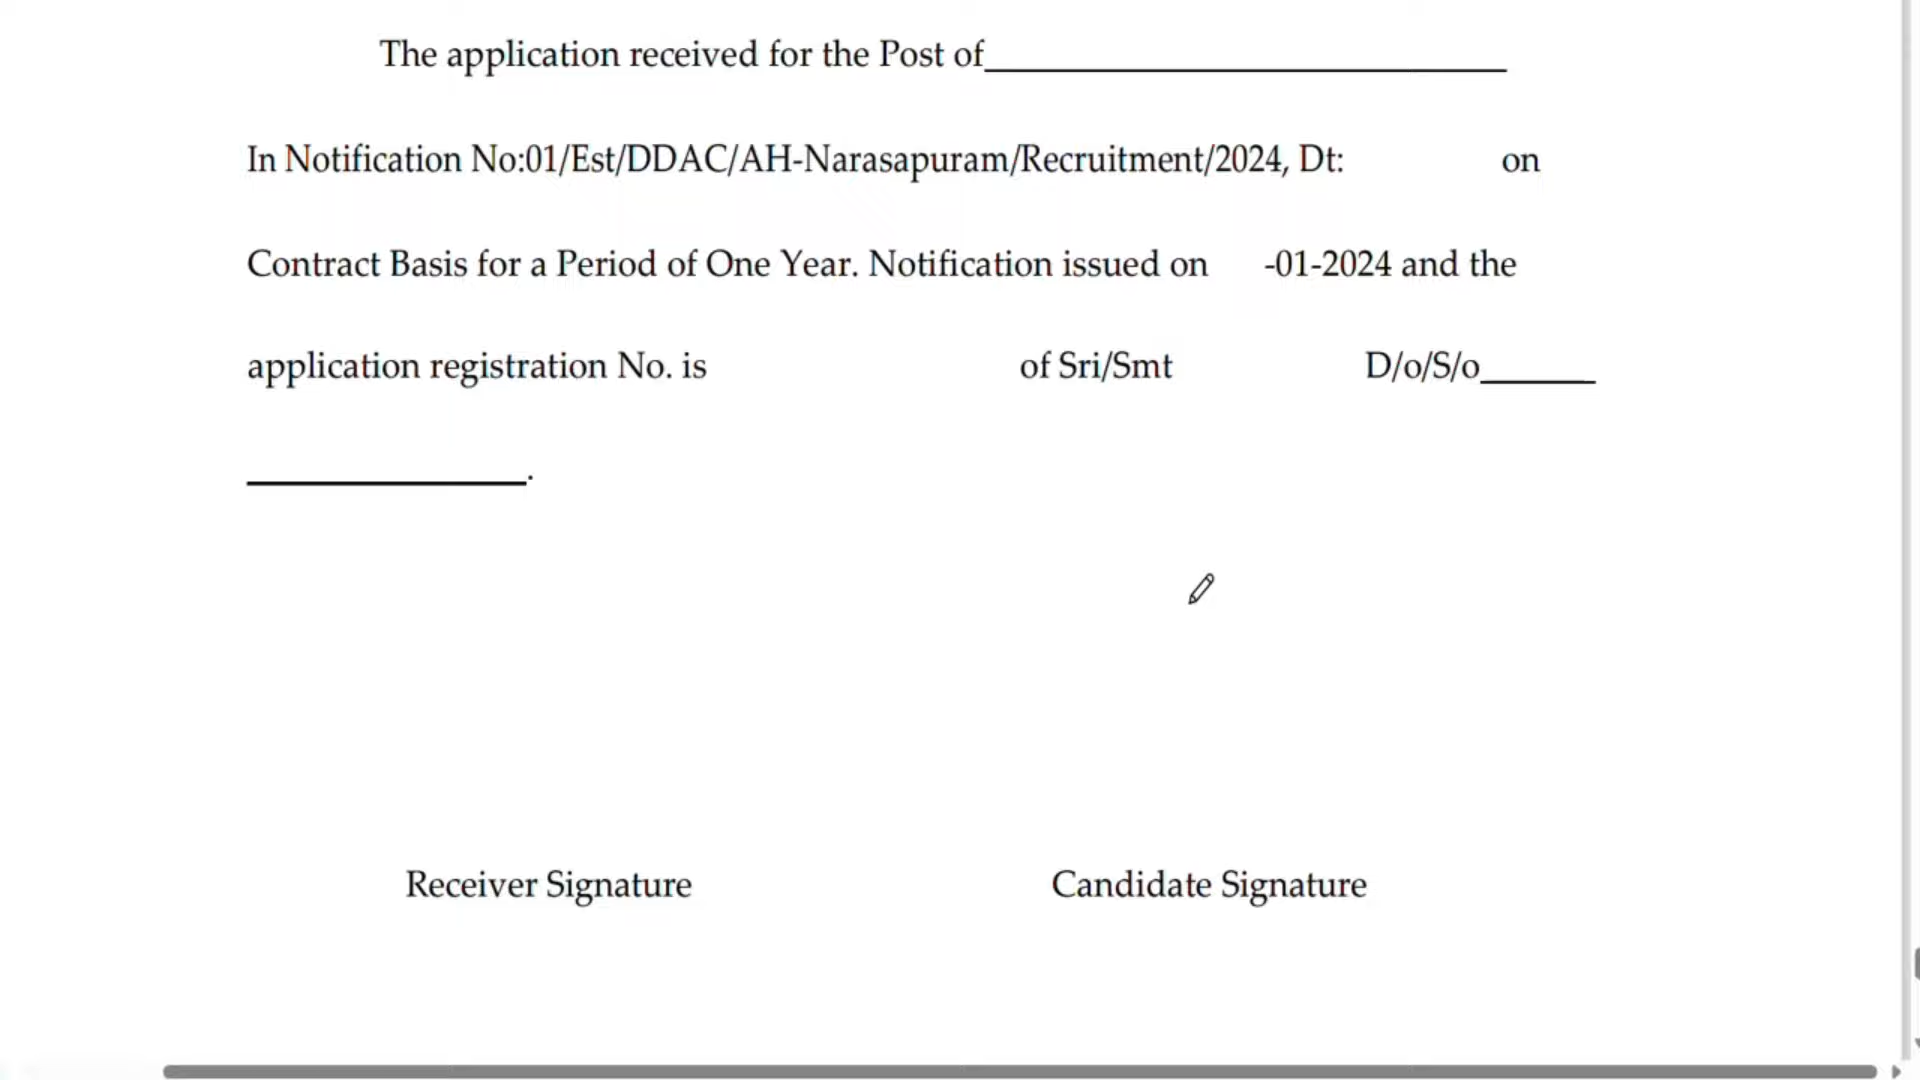 The application received for the Post of____________________________
In Notification No:01/Est/DDAC/AH-Narasapuram/Recruitment/2024, Dt: on
Contract Basis for a Period of One Year. Notification issued on -01-2024 and the
application registration No. is of Sri/Smt D/o/S/o______
_______________.
Receiver Signature Candidate Signature